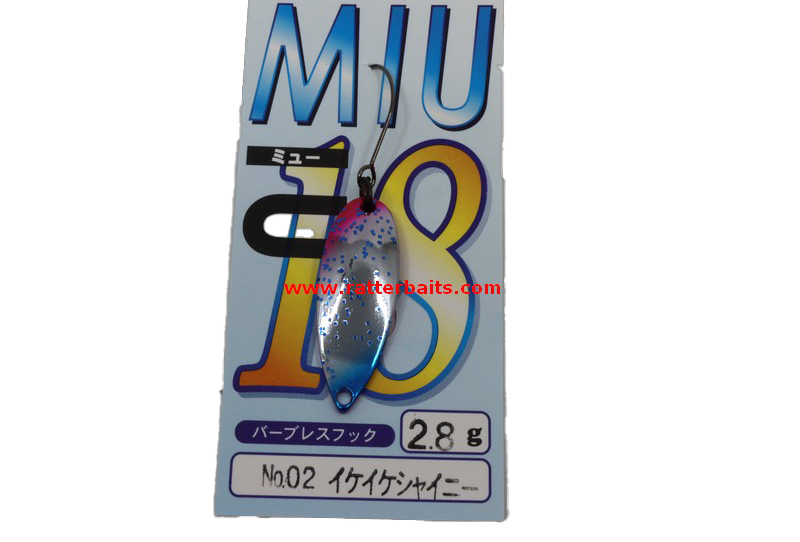 MIU
ミュー
18
www.ratterbaits.com
バーブレスフック
2.8 g
No.02 イケイケシャイニー